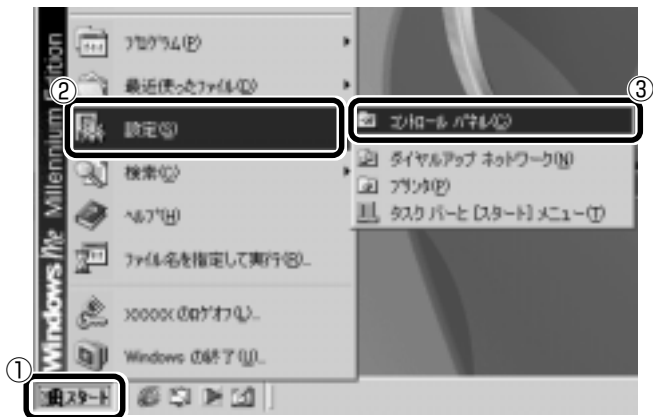 Windows Me Millennium Edition
プログラム(P)
最近使ったファイル(D)
②
設定(S)
検索(C)
ヘルプ(H)
ファイル名を指定して実行(R)...
xxxxxx のログオフ(L)...
Windows の終了(U)...
③
コントロール パネル(C)
ダイヤルアップ ネットワーク(N)
プリンタ(P)
タスク バーと [スタート] メニュー(T)
①
スタート